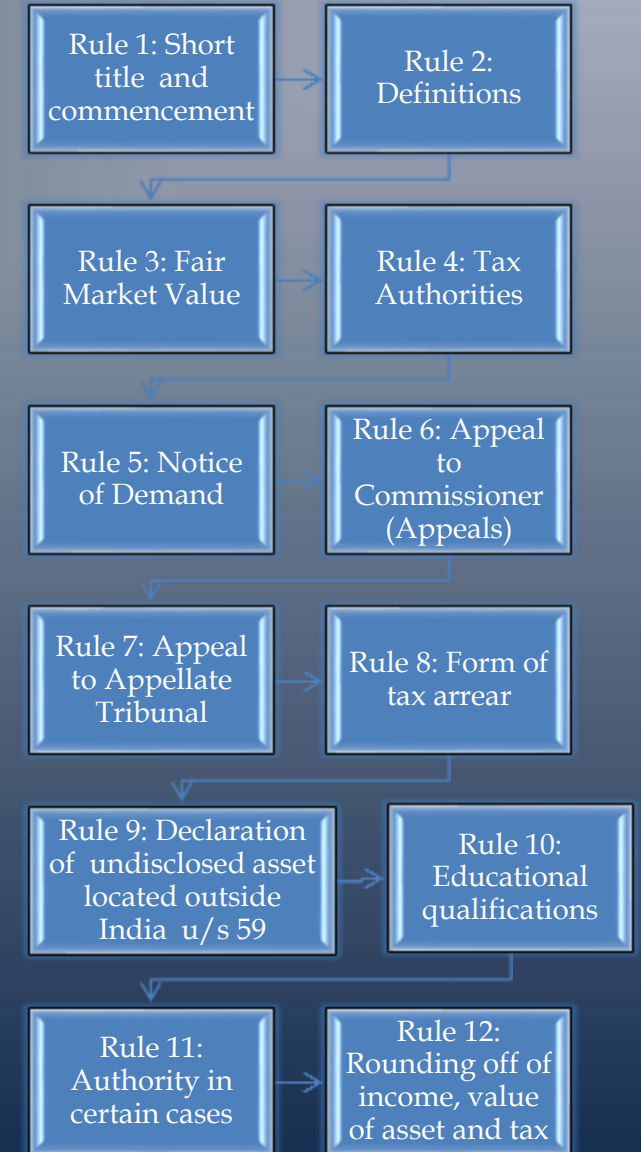 Rule 1: Short
title and
commencement
Rule 2:
Definitions
Rule 3: Fair
Market Value
Rule 4: Tax
Authorities
Rule 5: Notice
of Demand
Rule 6: Appeal
to
Commissioner
(Appeals)
Rule 7: Appeal
to Appellate
Tribunal
Rule 8: Form of
tax arrear
Rule 9: Declaration
of undisclosed asset
located outside
India u/s 59
Rule 10:
Educational
qualifications
Rule 11:
Authority in
certain cases
Rule 12:
Rounding off of
income, value
of asset and tax